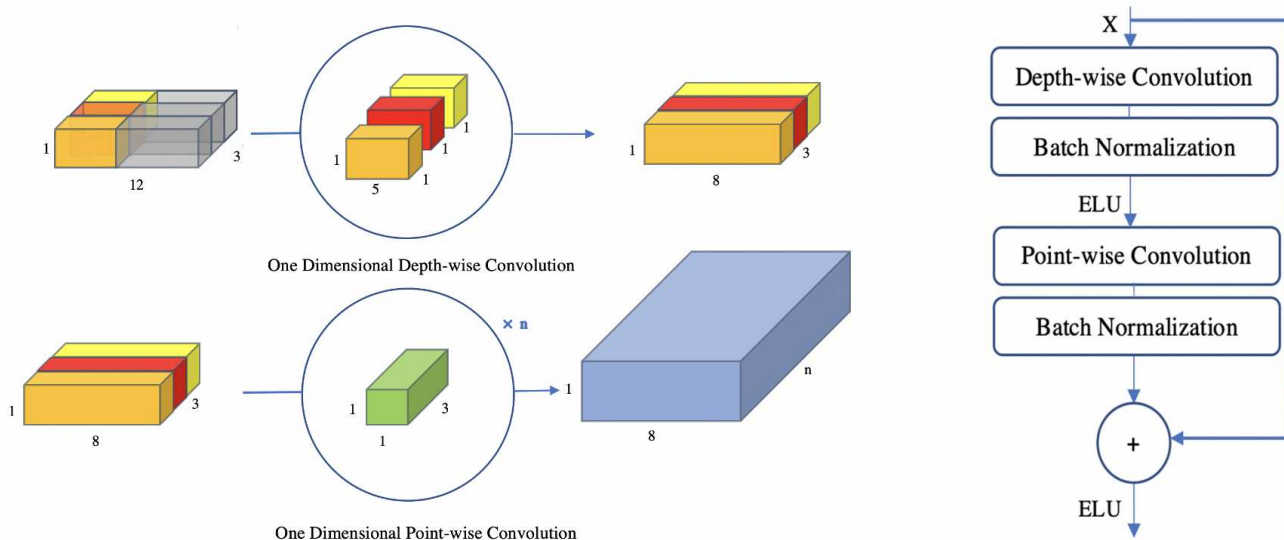 1
12
3
1
5
1
1
1
1
8
3
One Dimensional Depth-wise Convolution
1
8
3
1
1
3
× n
1
8
n
One Dimensional Point-wise Convolution
X
Depth-wise Convolution
Batch Normalization
ELU
Point-wise Convolution
Batch Normalization
+
ELU